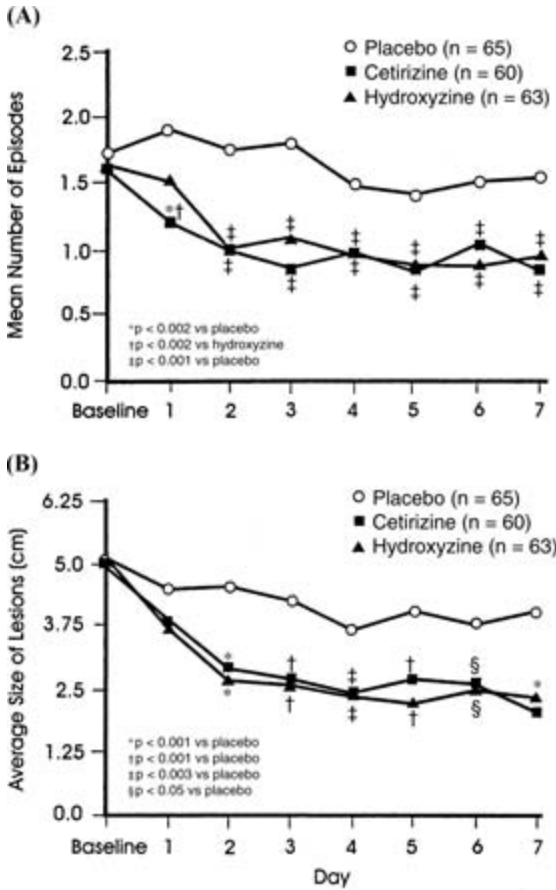 (A)
2.5
2.0
1.5
1.0
0.5
0.0
Mean Number of Episodes
Placebo (n = 65)
Cetirizine (n = 60)
Hydroxyzine (n = 63)
*†
‡ ‡ ‡ ‡ ‡ ‡
‡ ‡ ‡ ‡ ‡ ‡
*p < 0.002 vs placebo
†p < 0.002 vs hydroxyzine
‡p < 0.001 vs placebo
Baseline 1 2 3 4 5 6 7
(B)
6.25
5.0
3.75
2.5
1.25
0.0
Average Size of Lesions (cm)
Placebo (n = 65)
Cetirizine (n = 60)
Hydroxyzine (n = 63)
* † ‡ † § *
* † ‡ † §
*p < 0.001 vs placebo
†p < 0.001 vs placebo
‡p < 0.003 vs placebo
§p < 0.05 vs placebo
Baseline 1 2 3 4 5 6 7
Day